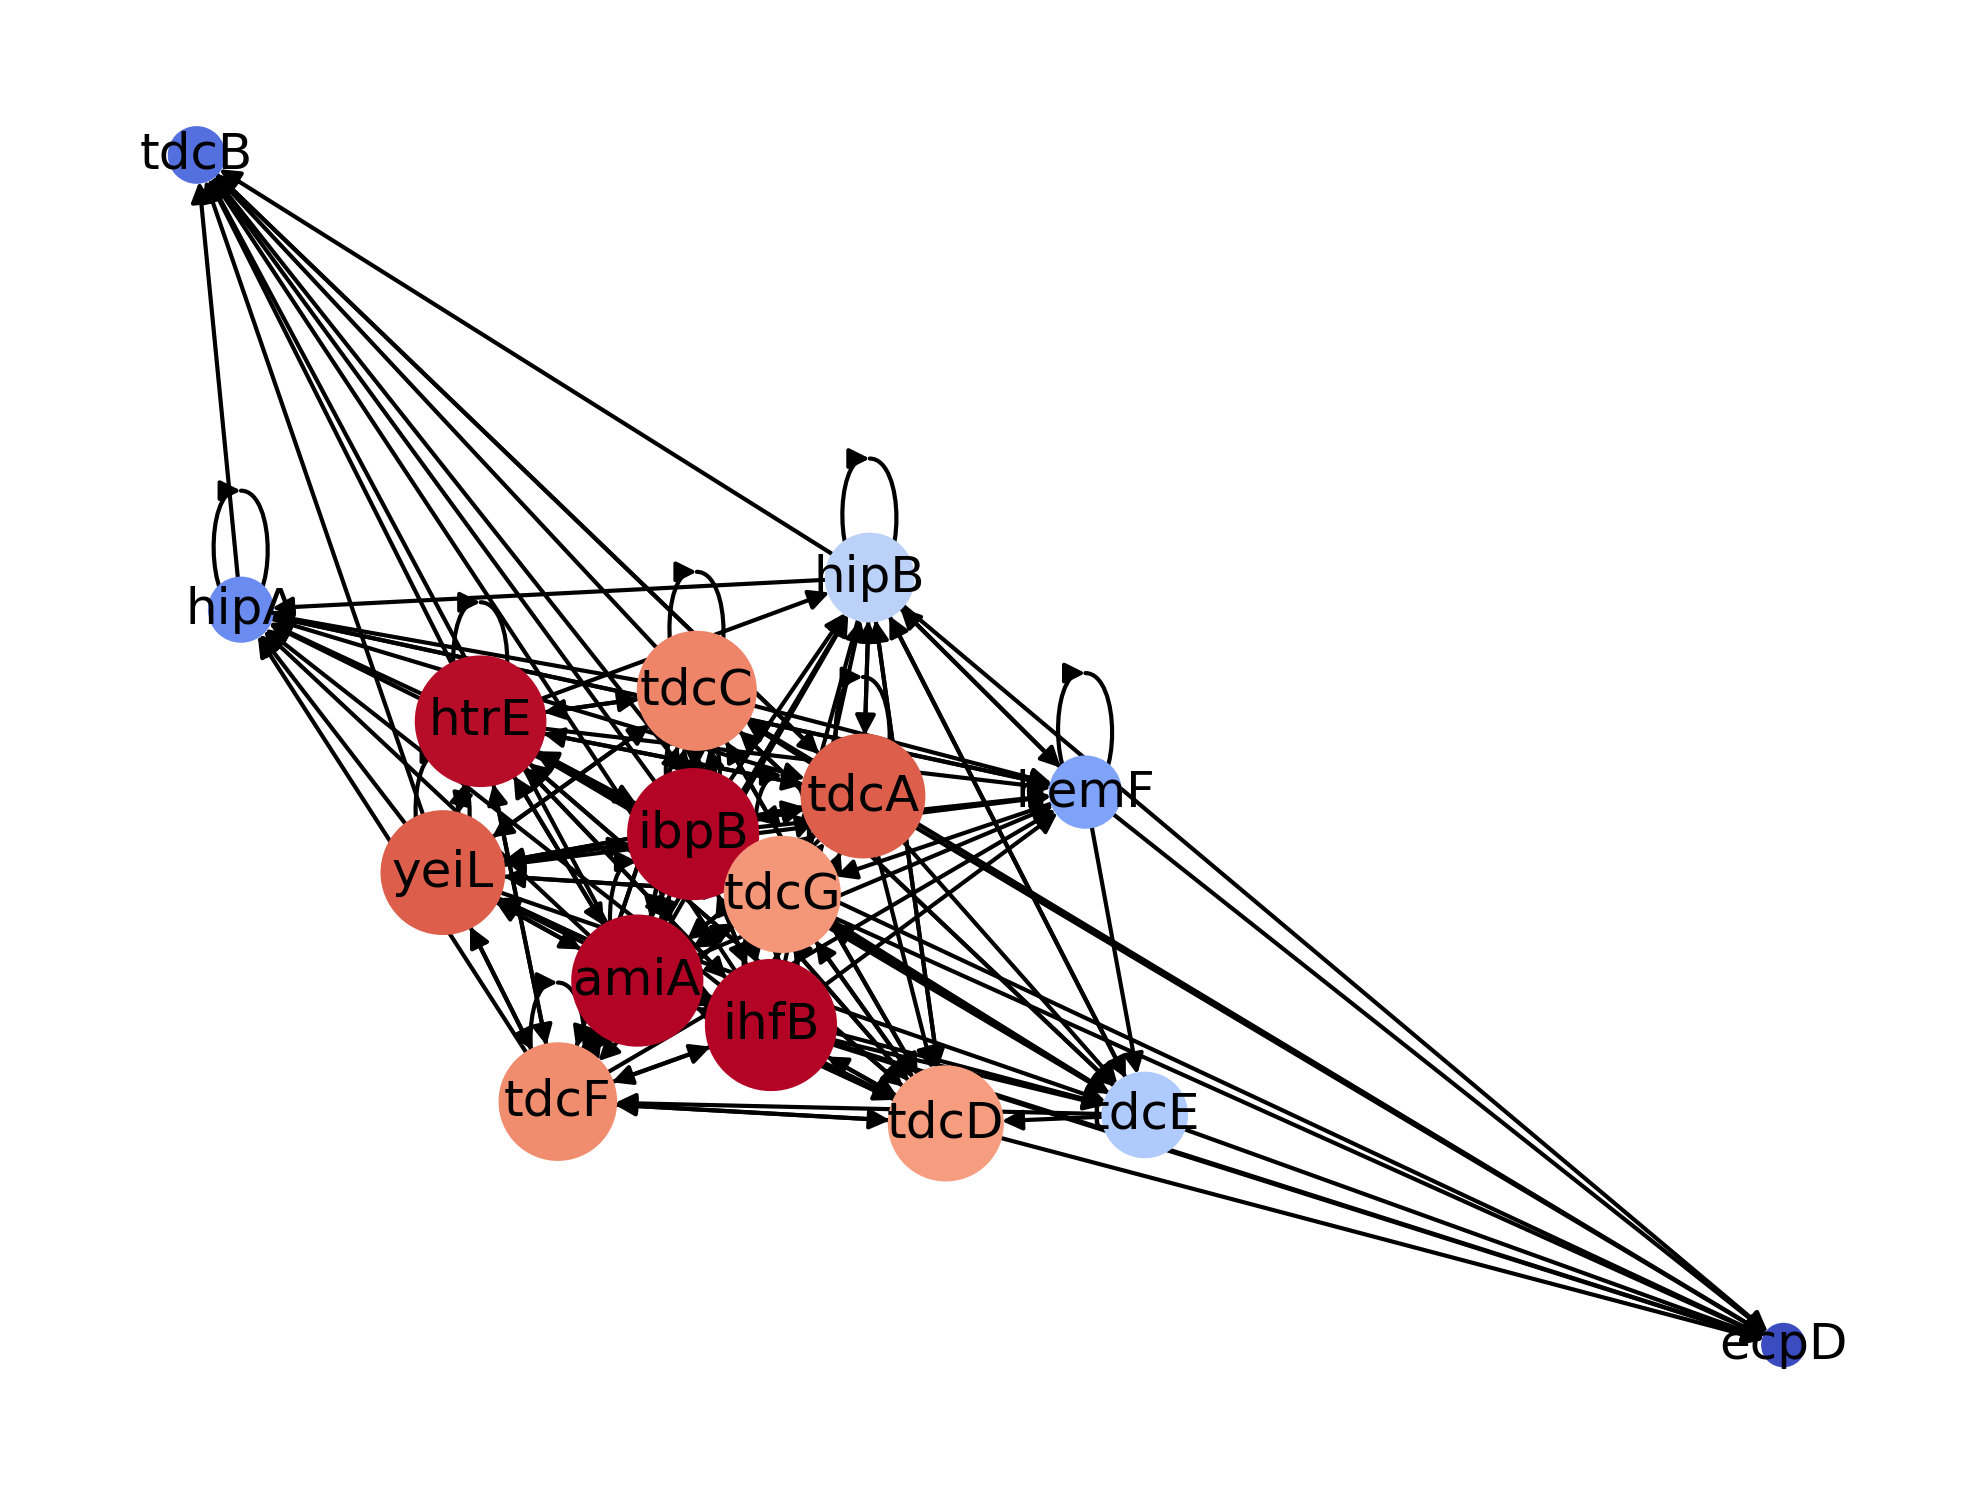 tdcB
hipB
hipA
tdcC
htrE
tdcA
hemF
ibpB
yeiL
tdcG
amiA
ihfB
tdcF
tdcD
tdcE
ecpD